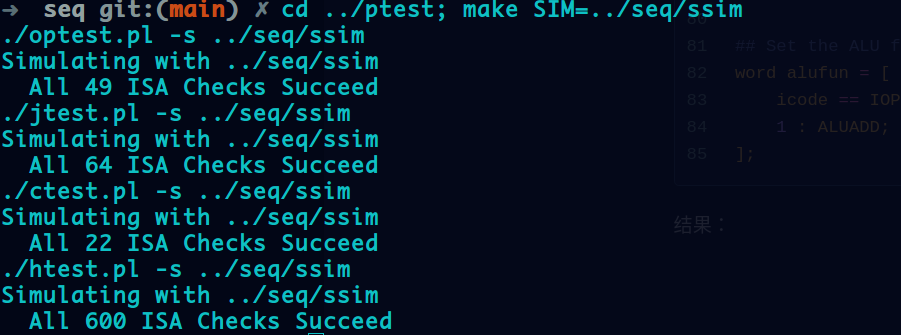 ➜  seq git:(main) ✗ cd ../ptest; make SIM=../seq/ssim
./optest.pl -s ../seq/ssim
Simulating with ../seq/ssim
  All 49 ISA Checks Succeed
./jtest.pl -s ../seq/ssim
Simulating with ../seq/ssim
  All 64 ISA Checks Succeed
./ctest.pl -s ../seq/ssim
Simulating with ../seq/ssim
  All 22 ISA Checks Succeed
./htest.pl -s ../seq/ssim
Simulating with ../seq/ssim
  All 600 ISA Checks Succeed
80
81 ## Set the ALU f
82 word alufun = [
83     icode == IOP
84     1 : ALUADD;
85 ];
结果：